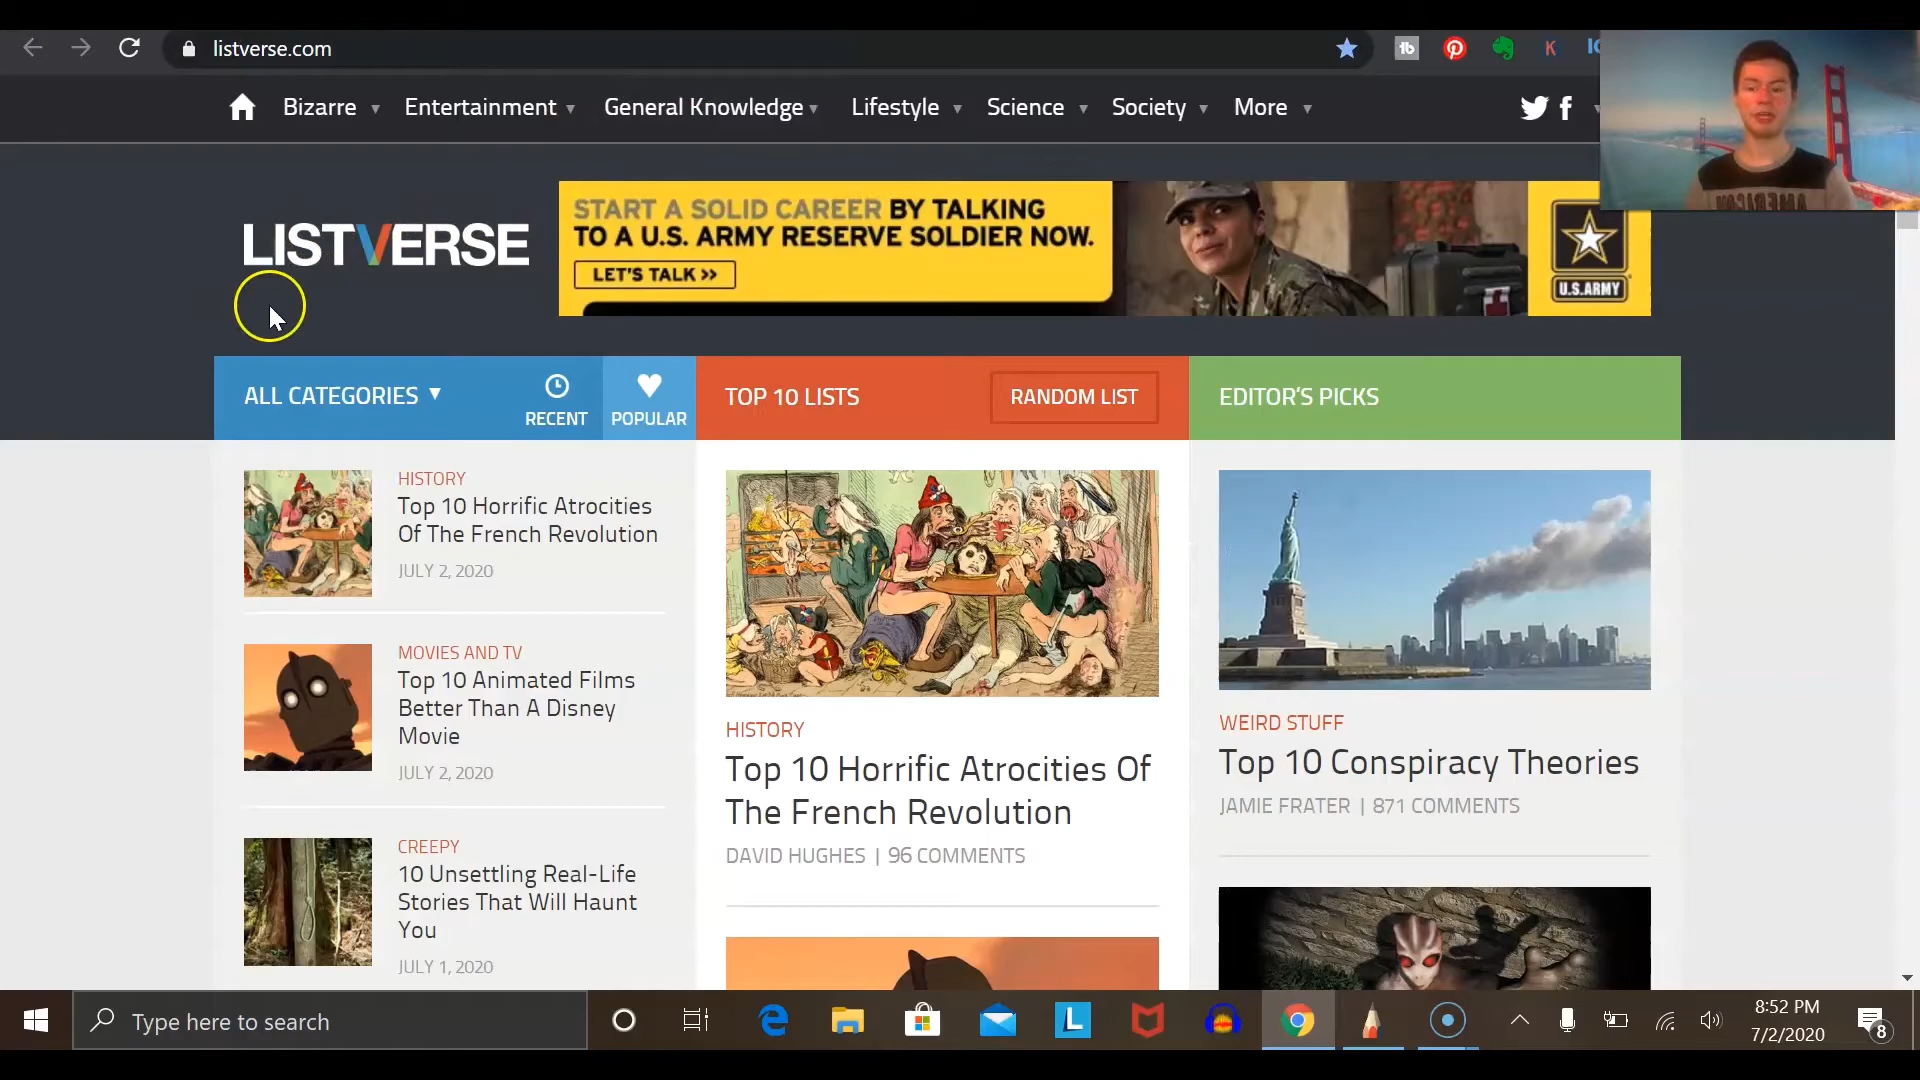 listverse.com
Bizarre Entertainment General Knowledge Lifestyle Science Society More
LISTVERSE
START A SOLID CAREER BY TALKING
TO A U.S. ARMY RESERVE SOLDIER NOW.
LET'S TALK >>
U.S.ARMY
ALL CATEGORIES
RECENT
POPULAR
TOP 10 LISTS
RANDOM LIST
EDITOR'S PICKS
HISTORY
Top 10 Horrific Atrocities
Of The French Revolution
JULY 2, 2020
MOVIES AND TV
Top 10 Animated Films
Better Than A Disney
Movie
JULY 2, 2020
CREEPY
10 Unsettling Real-Life
Stories That Will Haunt
You
JULY 1, 2020
HISTORY
Top 10 Horrific Atrocities Of
The French Revolution
DAVID HUGHES | 96 COMMENTS
WEIRD STUFF
Top 10 Conspiracy Theories
JAMIE FRATER | 871 COMMENTS
Type here to search
8:52 PM
7/2/2020
8